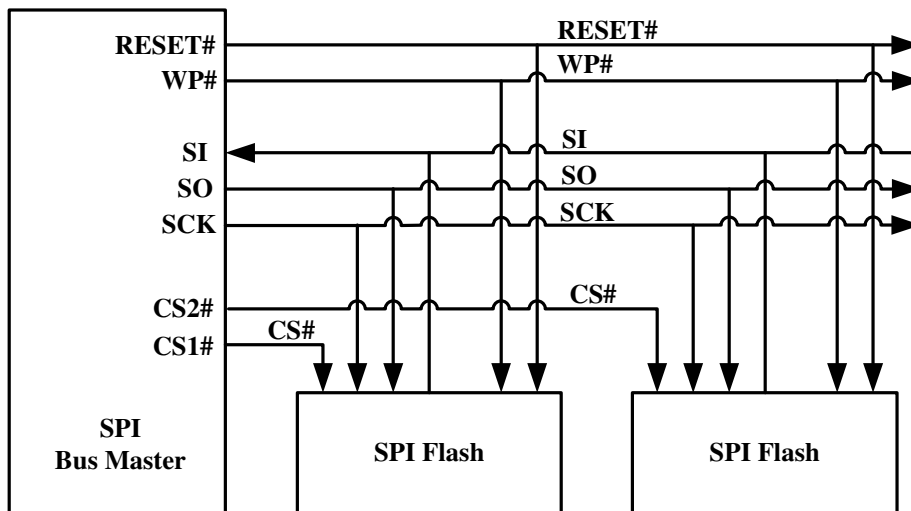 RESET#
RESET#
WP#
WP#
SI
SI
SO
SO
SCK
SCK
CS2#
CS#
CS1#
CS#
SPI
Bus Master
SPI Flash
SPI Flash